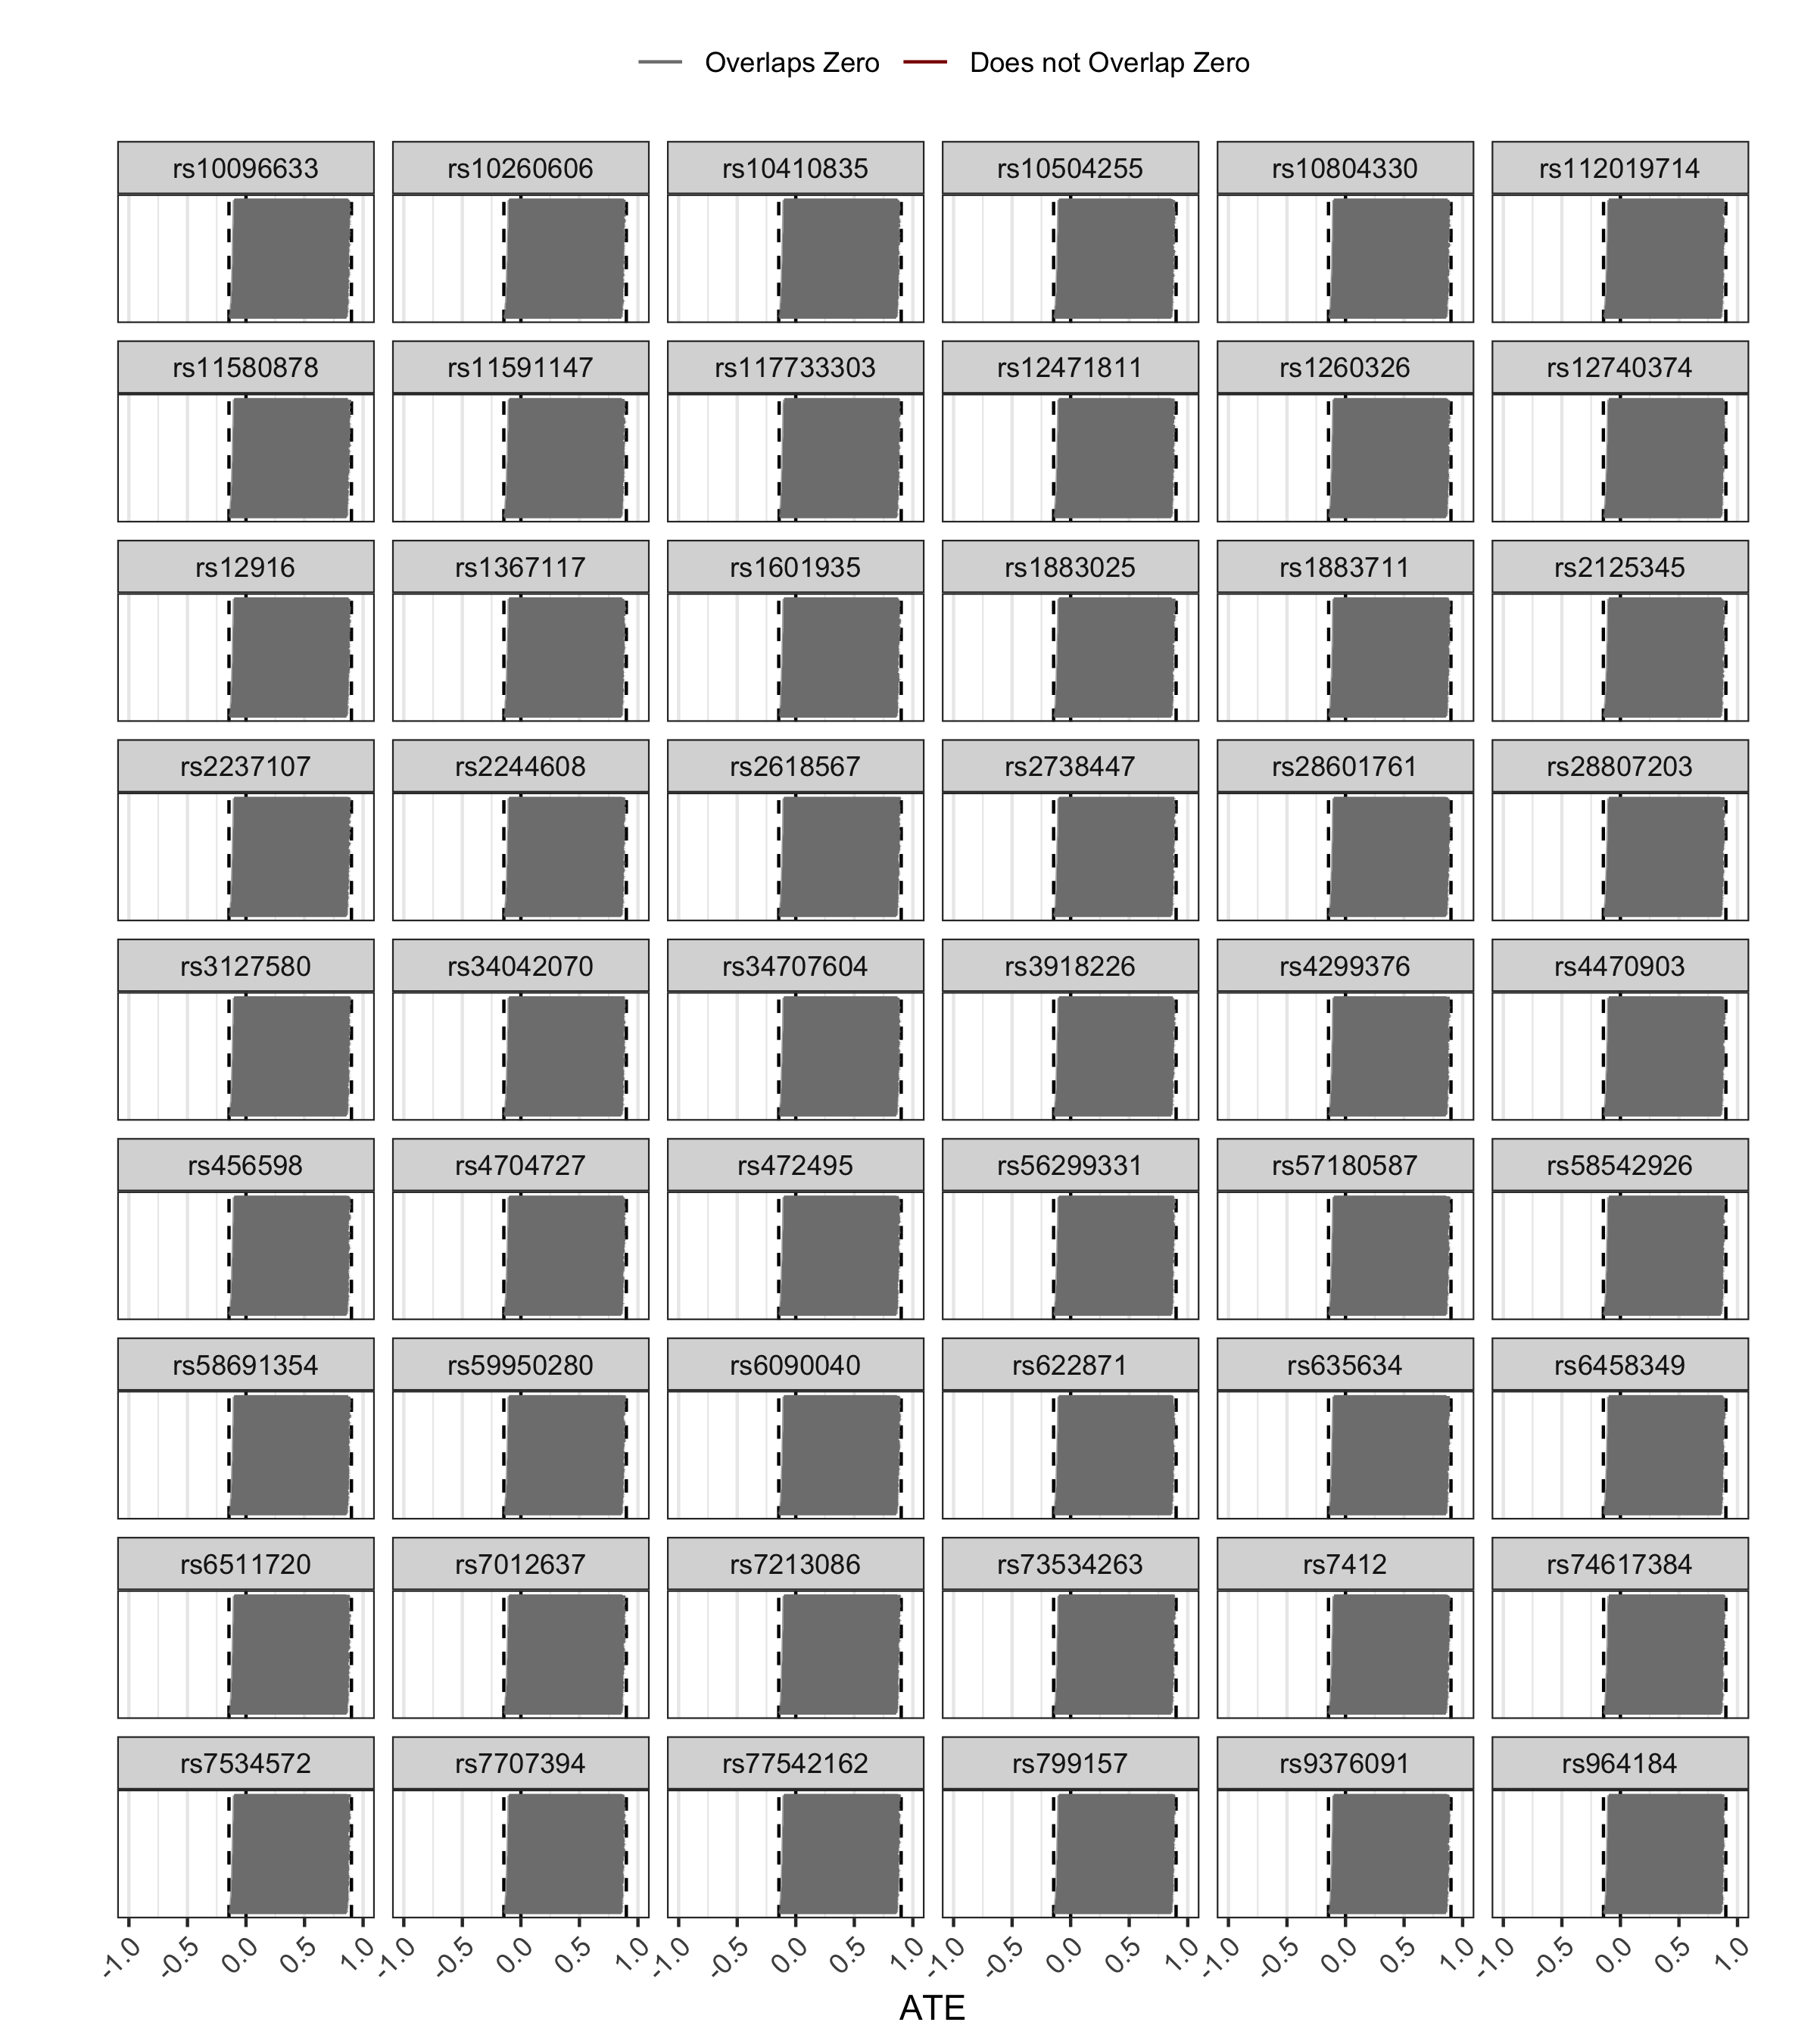 Overlaps Zero Does not Overlap Zero
rs10096633 rs10260606 rs10410835 rs10504255 rs10804330 rs112019714
rs11580878 rs11591147 rs117733303 rs12471811 rs1260326 rs12740374
rs12916 rs1367117 rs1601935 rs1883025 rs1883711 rs2125345
rs2237107 rs2244608 rs2618567 rs2738447 rs28601761 rs28807203
rs3127580 rs34042070 rs34707604 rs3918226 rs4299376 rs4470903
rs456598 rs4704727 rs472495 rs56299331 rs57180587 rs58542926
rs58691354 rs59950280 rs6090040 rs622871 rs635634 rs6458349
rs6511720 rs7012637 rs7213086 rs73534263 rs7412 rs74617384
rs7534572 rs7707394 rs77542162 rs799157 rs9376091 rs964184
-1.0 -0.5 0.0 0.5 1.0 -1.0 -0.5 0.0 0.5 1.0 -1.0 -0.5 0.0 0.5 1.0 -1.0 -0.5 0.0 0.5 1.0 -1.0 -0.5 0.0 0.5 1.0 -1.0 -0.5 0.0 0.5 1.0
ATE